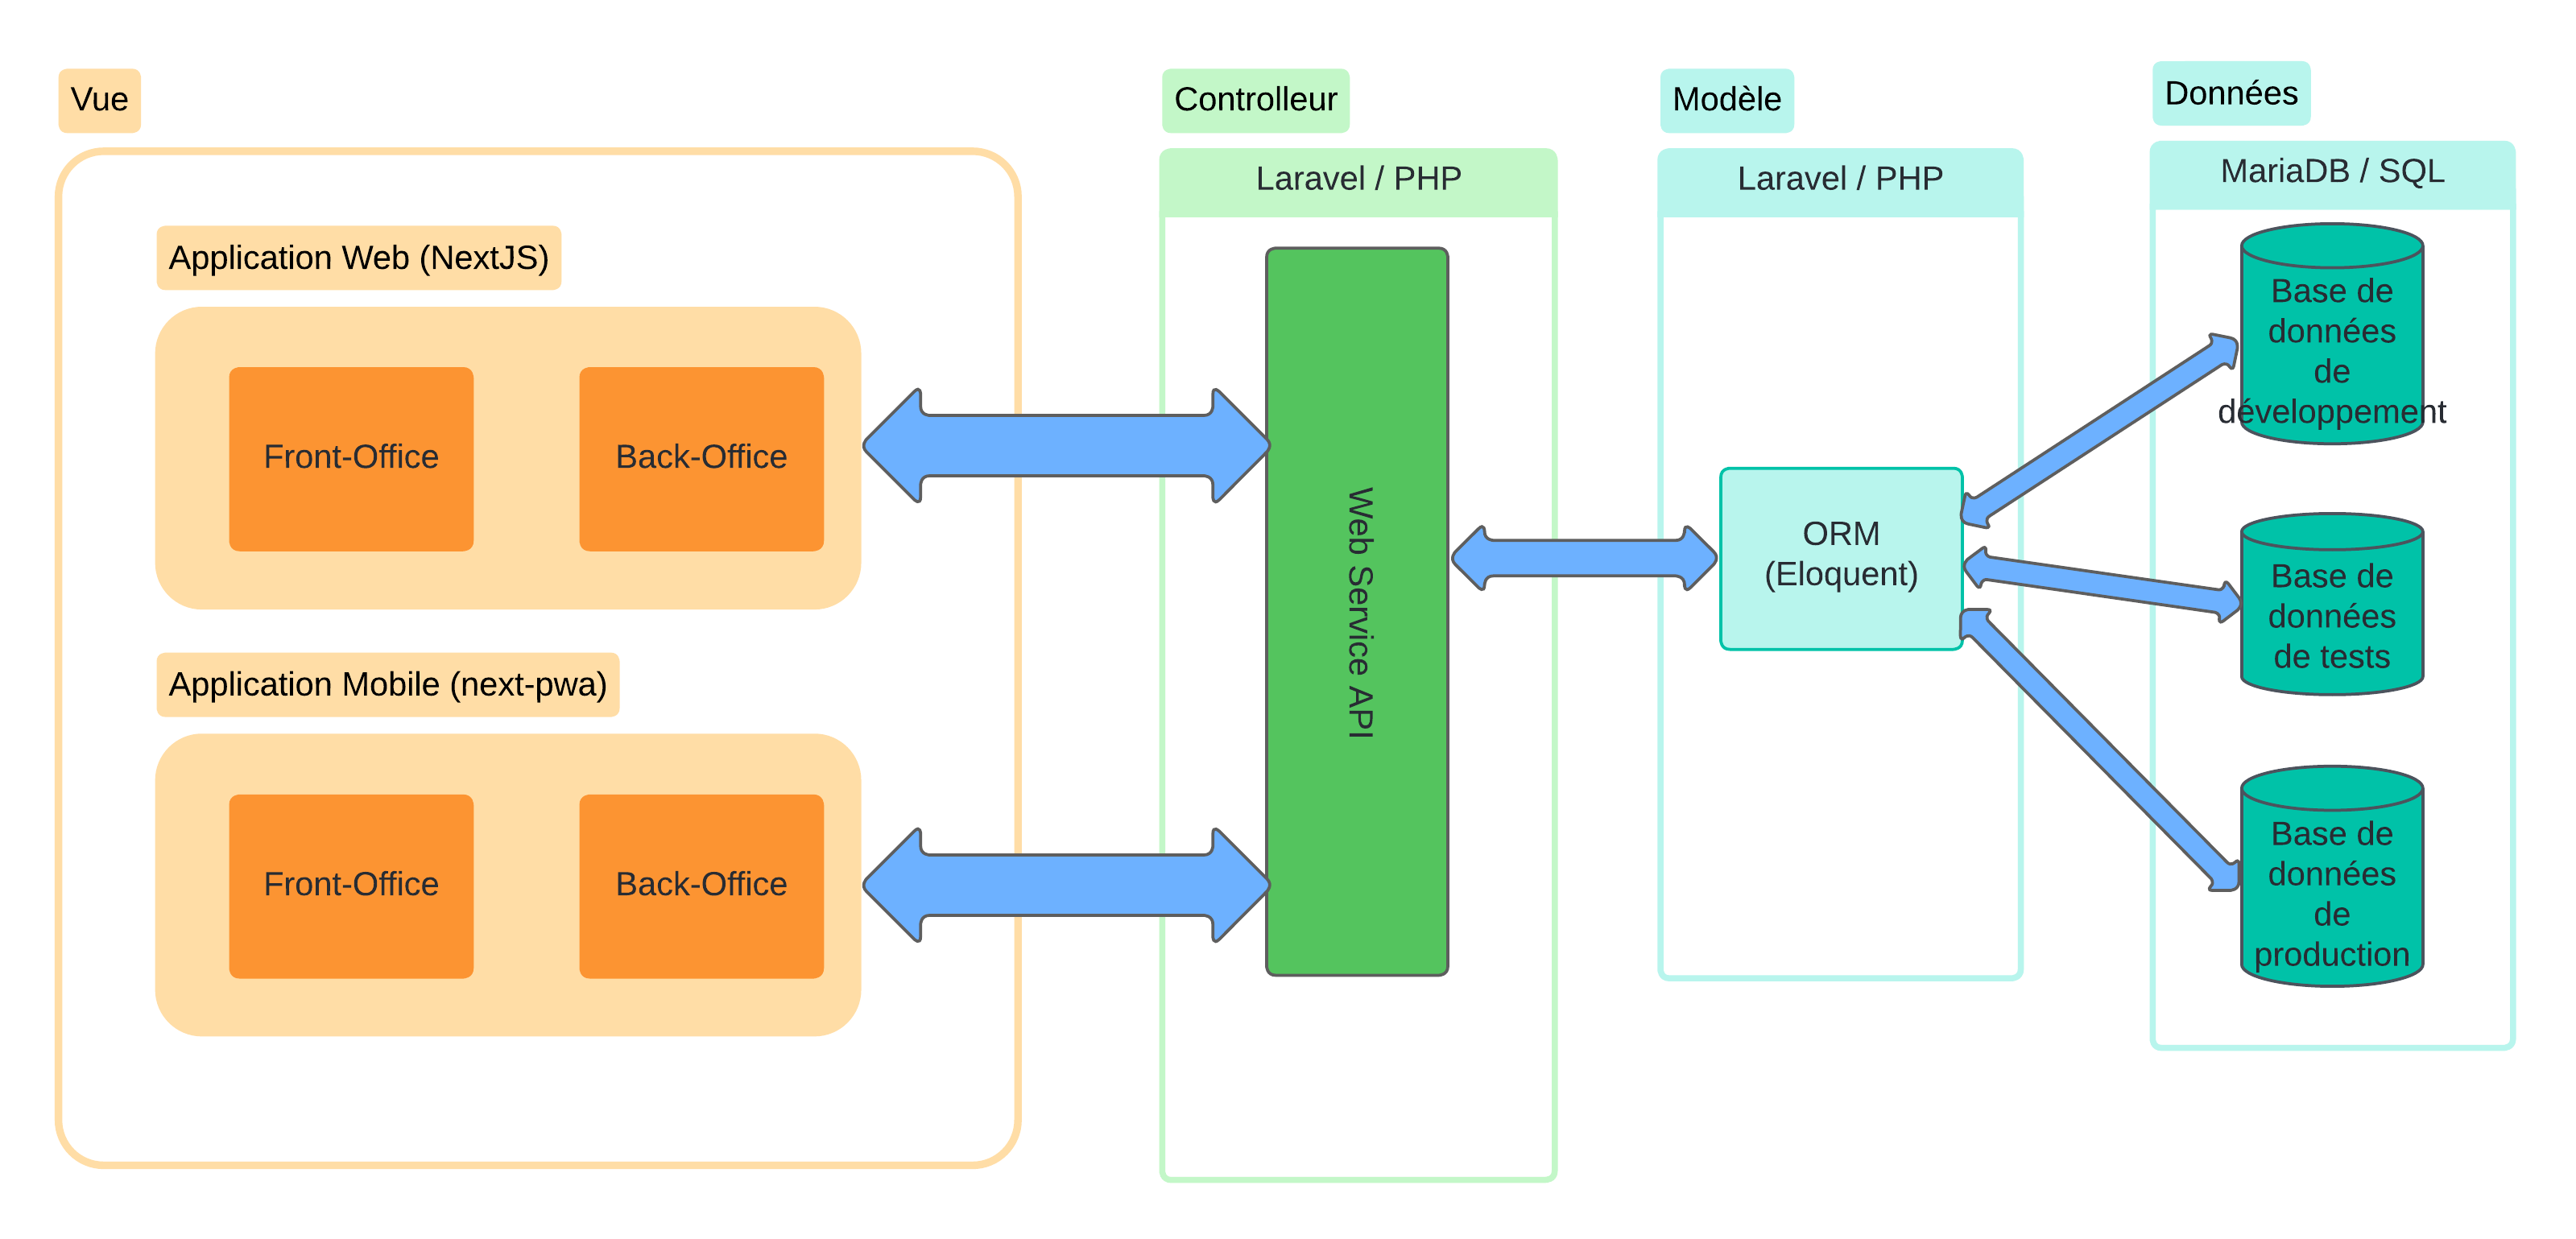 Vue
Application Web (NextJS)
Front-Office
Back-Office
Application Mobile (next-pwa)
Front-Office
Back-Office
Controlleur
Laravel / PHP
Web Service API
Modèle
Laravel / PHP
ORM
(Eloquent)
Données
MariaDB / SQL
Base de
données
de
développement
Base de
données
de tests
Base de
données
de
production